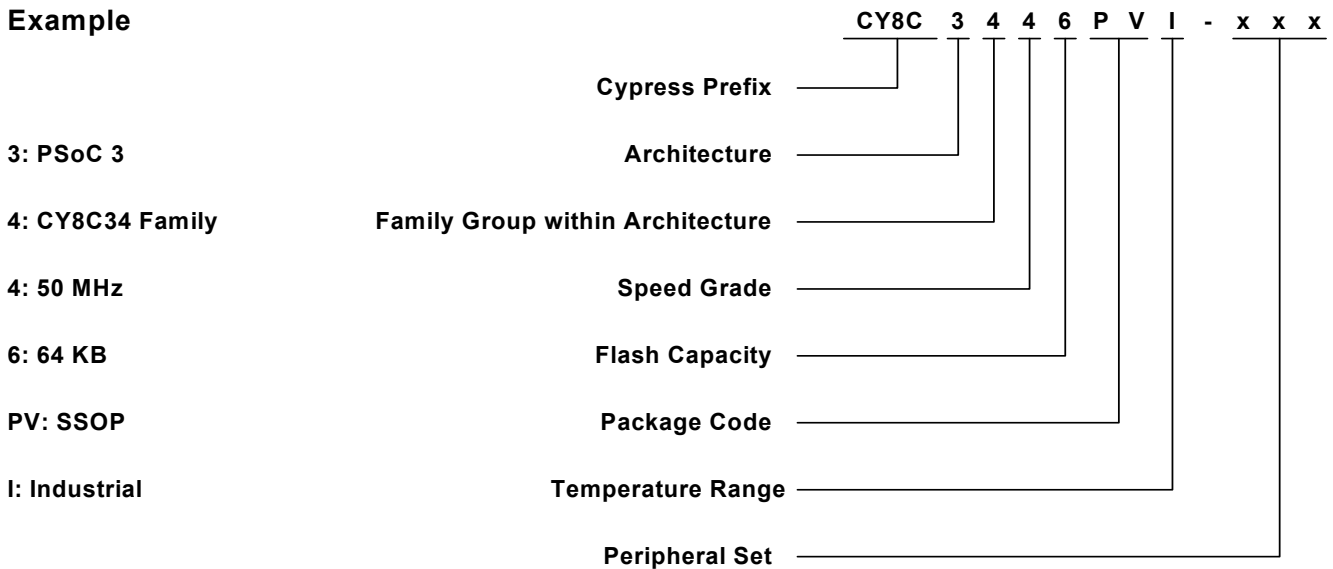 Example CY8C 3 4 4 6 P V I - x x x
Cypress Prefix
3: PSoC 3 Architecture
4: CY8C34 Family Family Group within Architecture
4: 50 MHz Speed Grade
6: 64 KB Flash Capacity
PV: SSOP Package Code
I: Industrial Temperature Range
Peripheral Set